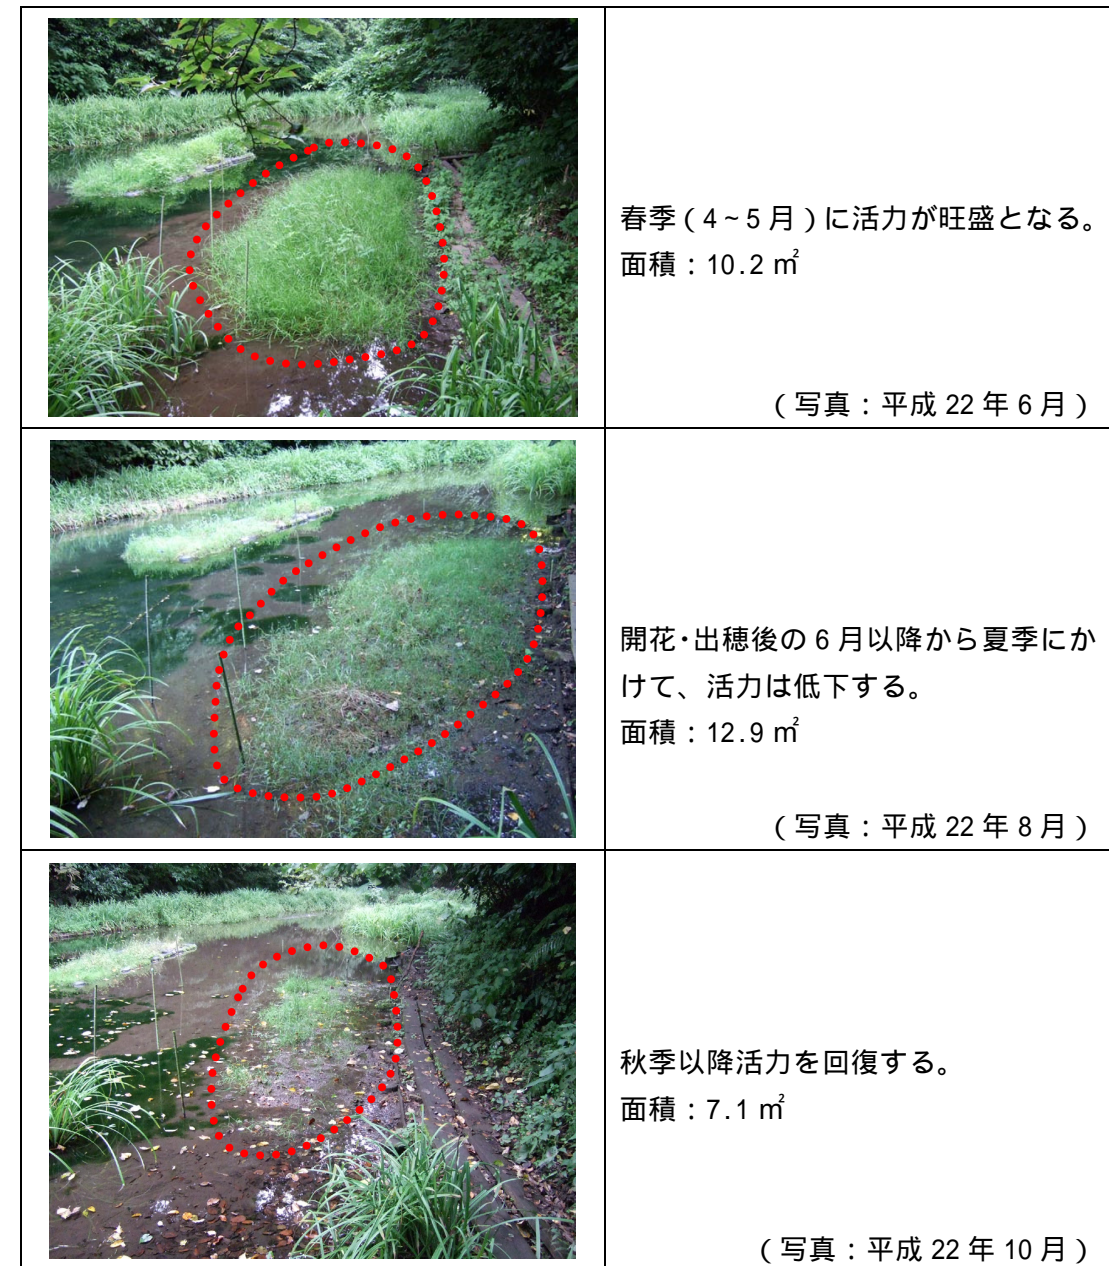 春季（4~5月）に活力が旺盛となる。
面積：10.2㎡
（写真：平成22年6月）
開花・出穂後の6月以降から夏季にか
けて、活力は低下する。
面積：12.9㎡
（写真：平成22年8月）
秋季以降活力を回復する。
面積：7.1㎡
（写真：平成22年10月）